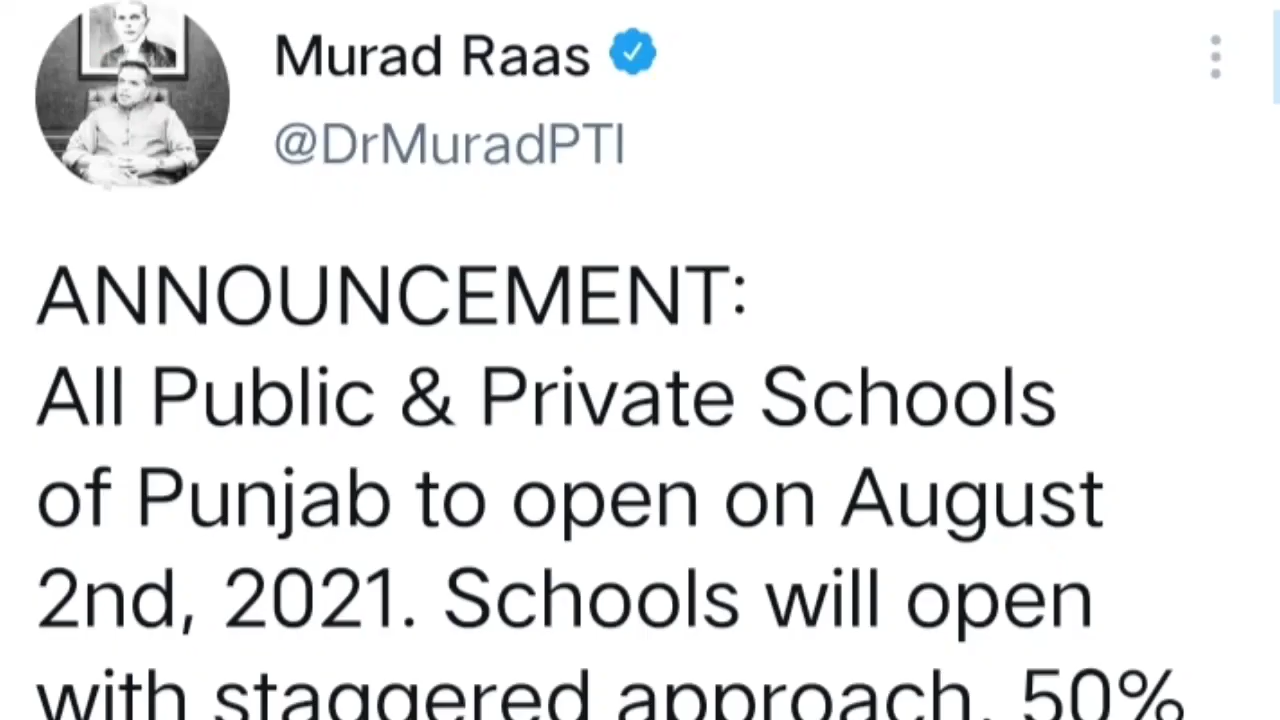 Murad Raas
@DrMuradPTI
ANNOUNCEMENT:
All Public & Private Schools
of Punjab to open on August
2nd, 2021. Schools will open
with staggered approach, 50%